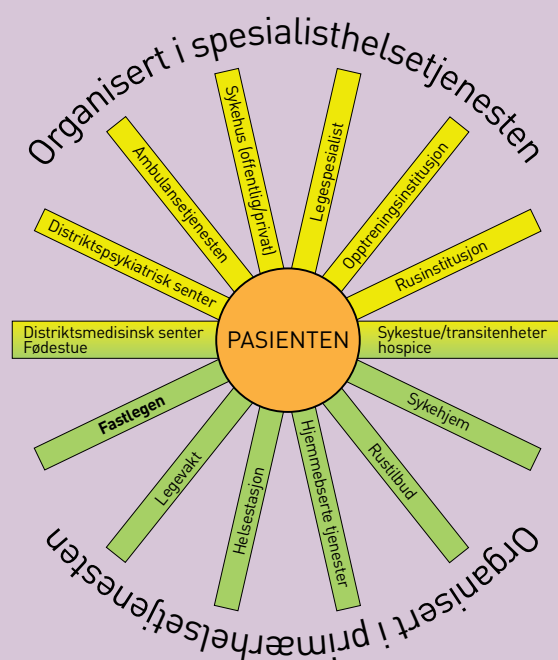 Organisert i spesialisthelsetjenesten
Distriktspsykiatrisk senter
Ambulansetjenesten
Sykehus (offentlig/privat)
Legespesialist
Opptreningsinstitusjon
Rusinstitusjon
Distriktsmedisinsk senter
Fødestue
PASIENTEN
Sykestue/transitenheter
hospice
Fastlegen
Legevakt
Helsestasjon
Hjemmebserte tjenester
Rustilbud
Sykehjem
Organisert i primærhelsetjenesten